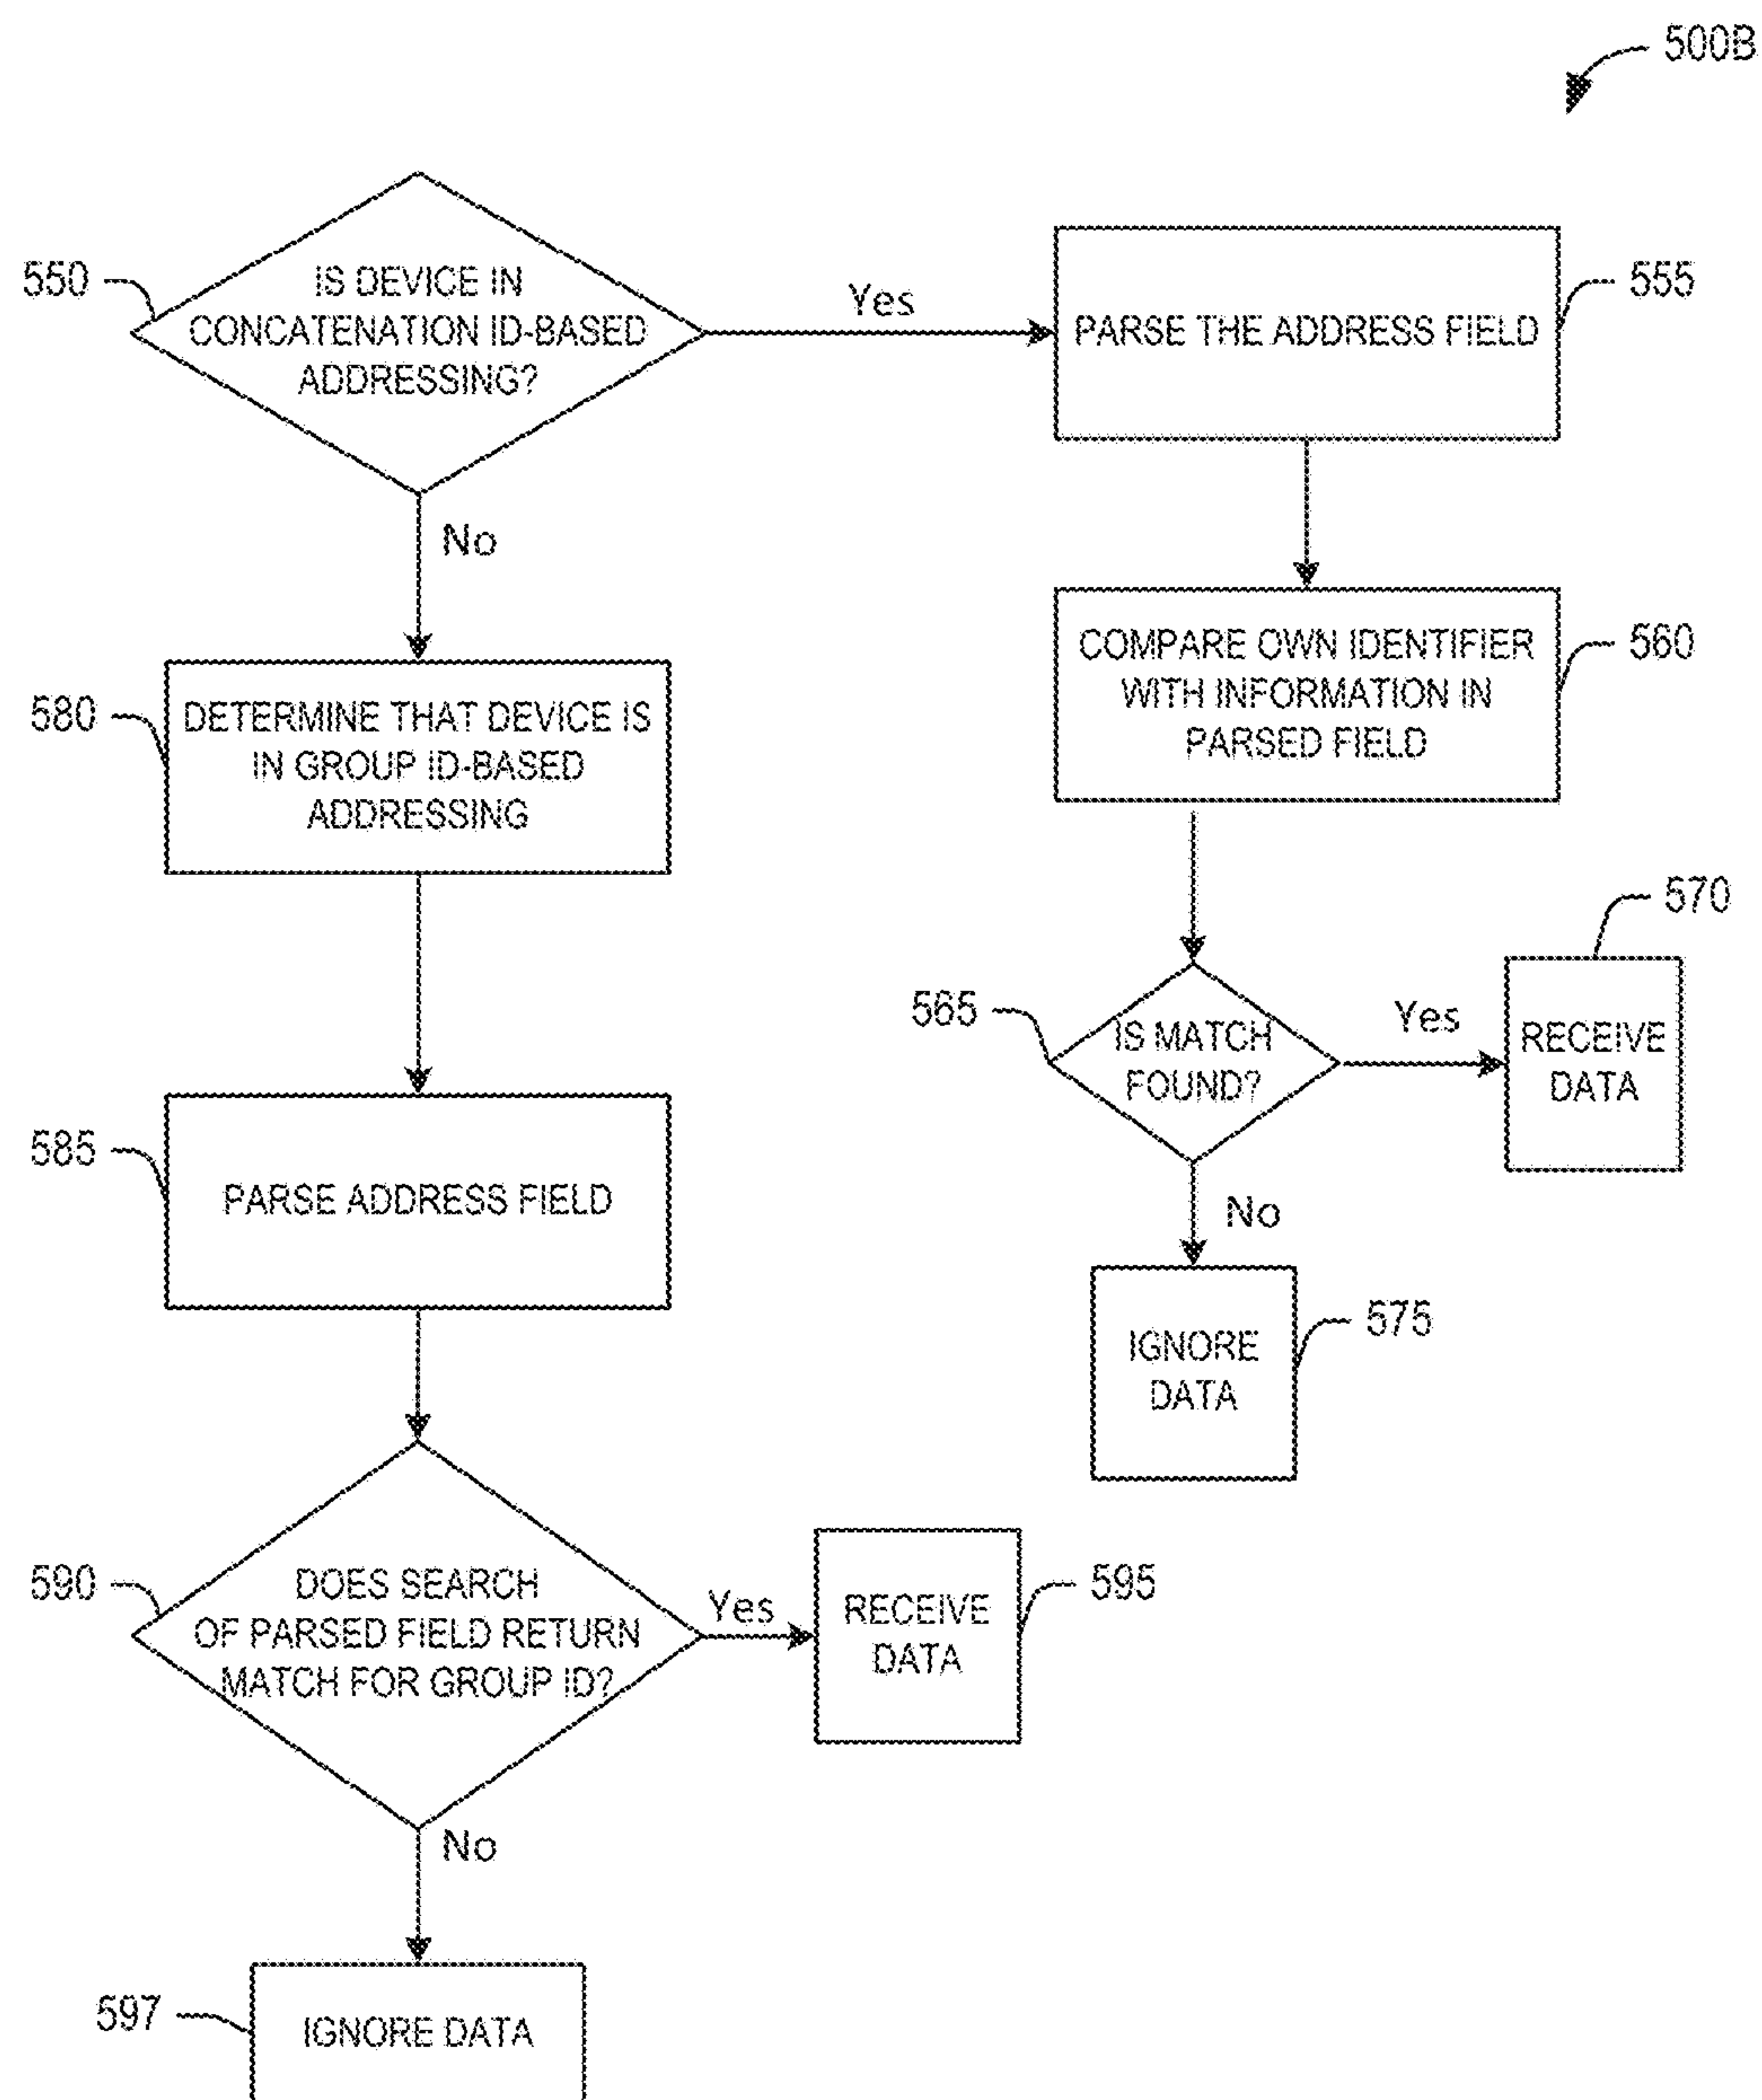 500B
550
IS DEVICE IN
CONCATENATION ID-BASED
ADDRESSING?
Yes
PARSE THE ADDRESS FIELD
555
No
COMPARE OWN IDENTIFIER
WITH INFORMATION IN
PARSED FIELD
560
580
DETERMINE THAT DEVICE IS
IN GROUP ID-BASED
ADDRESSING
570
565
IS MATCH
FOUND?
Yes
RECEIVE
DATA
585
PARSE ADDRESS FIELD
No
IGNORE
DATA
575
590
DOES SEARCH
OF PARSED FIELD RETURN
MATCH FOR GROUP ID?
Yes
RECEIVE
DATA
595
No
597
IGNORE DATA